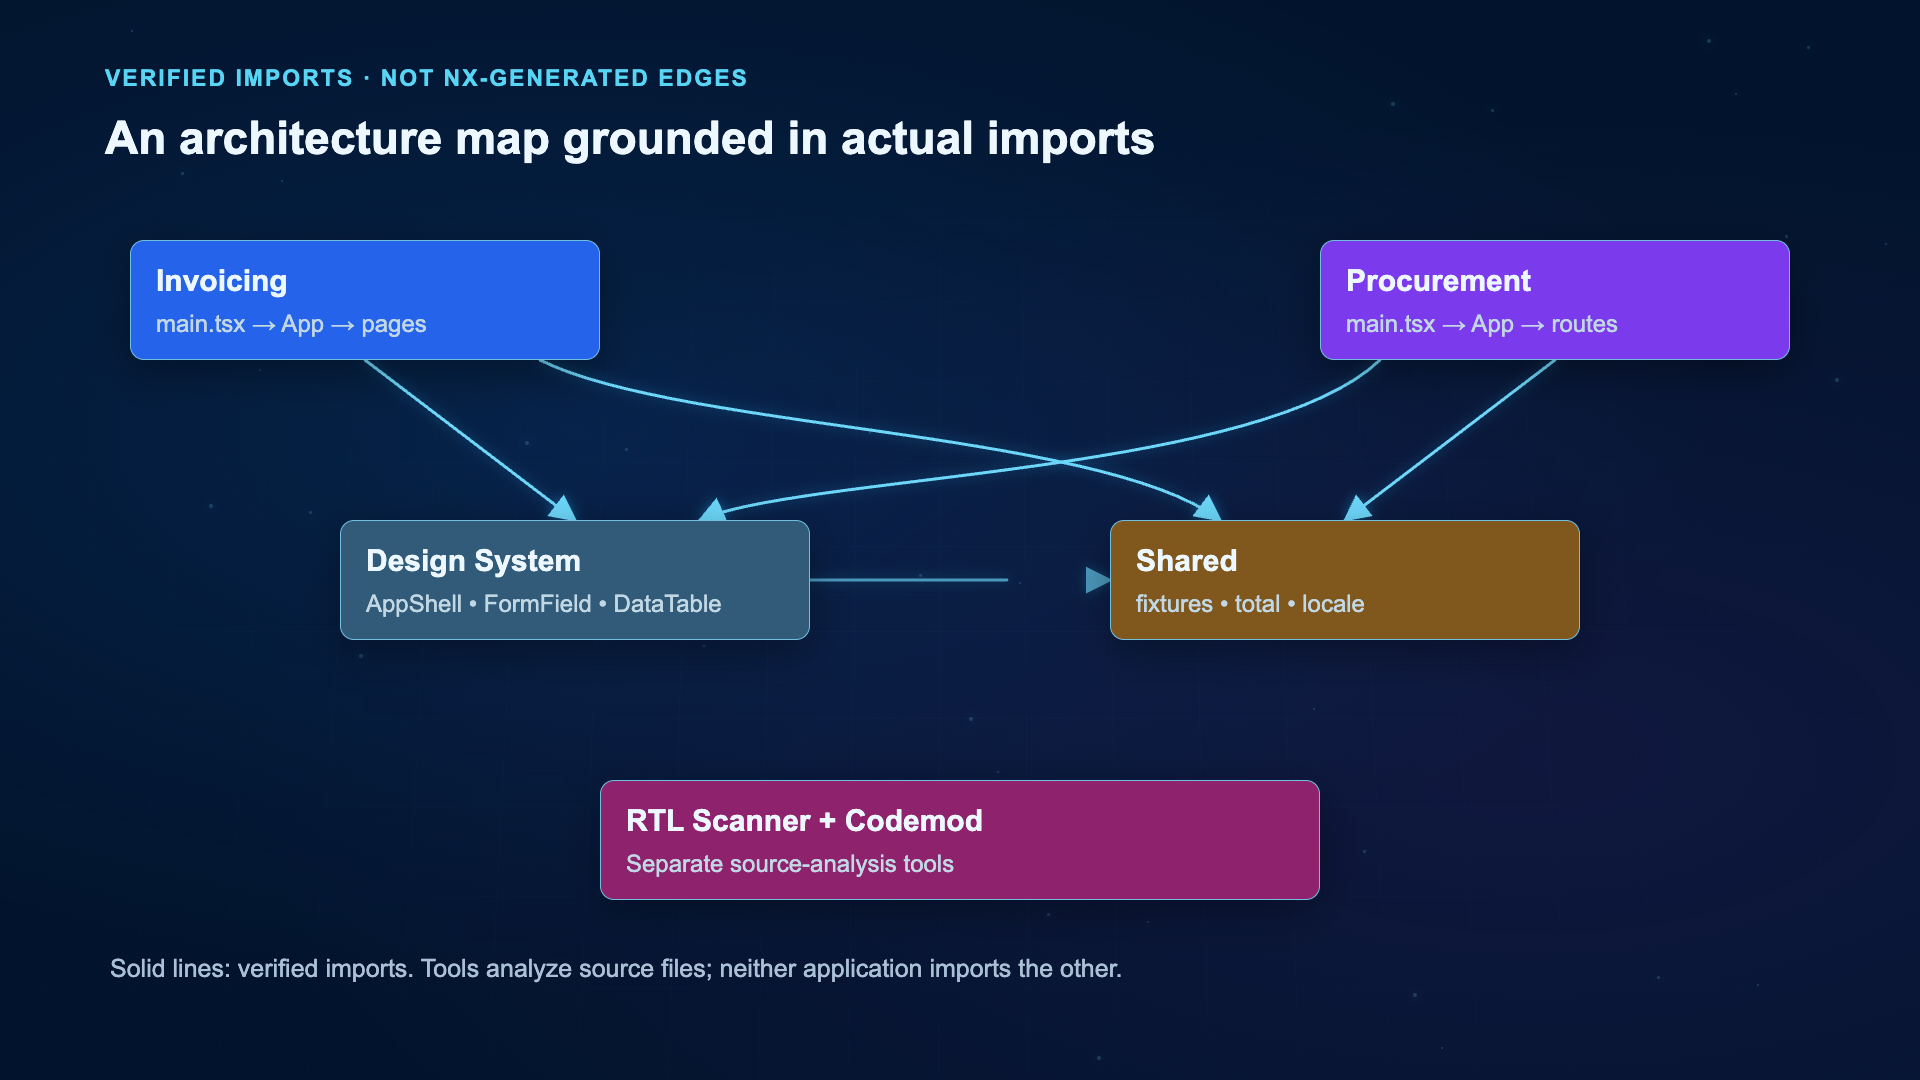 VERIFIED IMPORTS · NOT NX-GENERATED EDGES
An architecture map grounded in actual imports
Invoicing
main.tsx → App → pages
Procurement
main.tsx → App → routes
Design System
AppShell • FormField • DataTable
Shared
fixtures • total • locale
RTL Scanner + Codemod
Separate source-analysis tools
Solid lines: verified imports. Tools analyze source files; neither application imports the other.